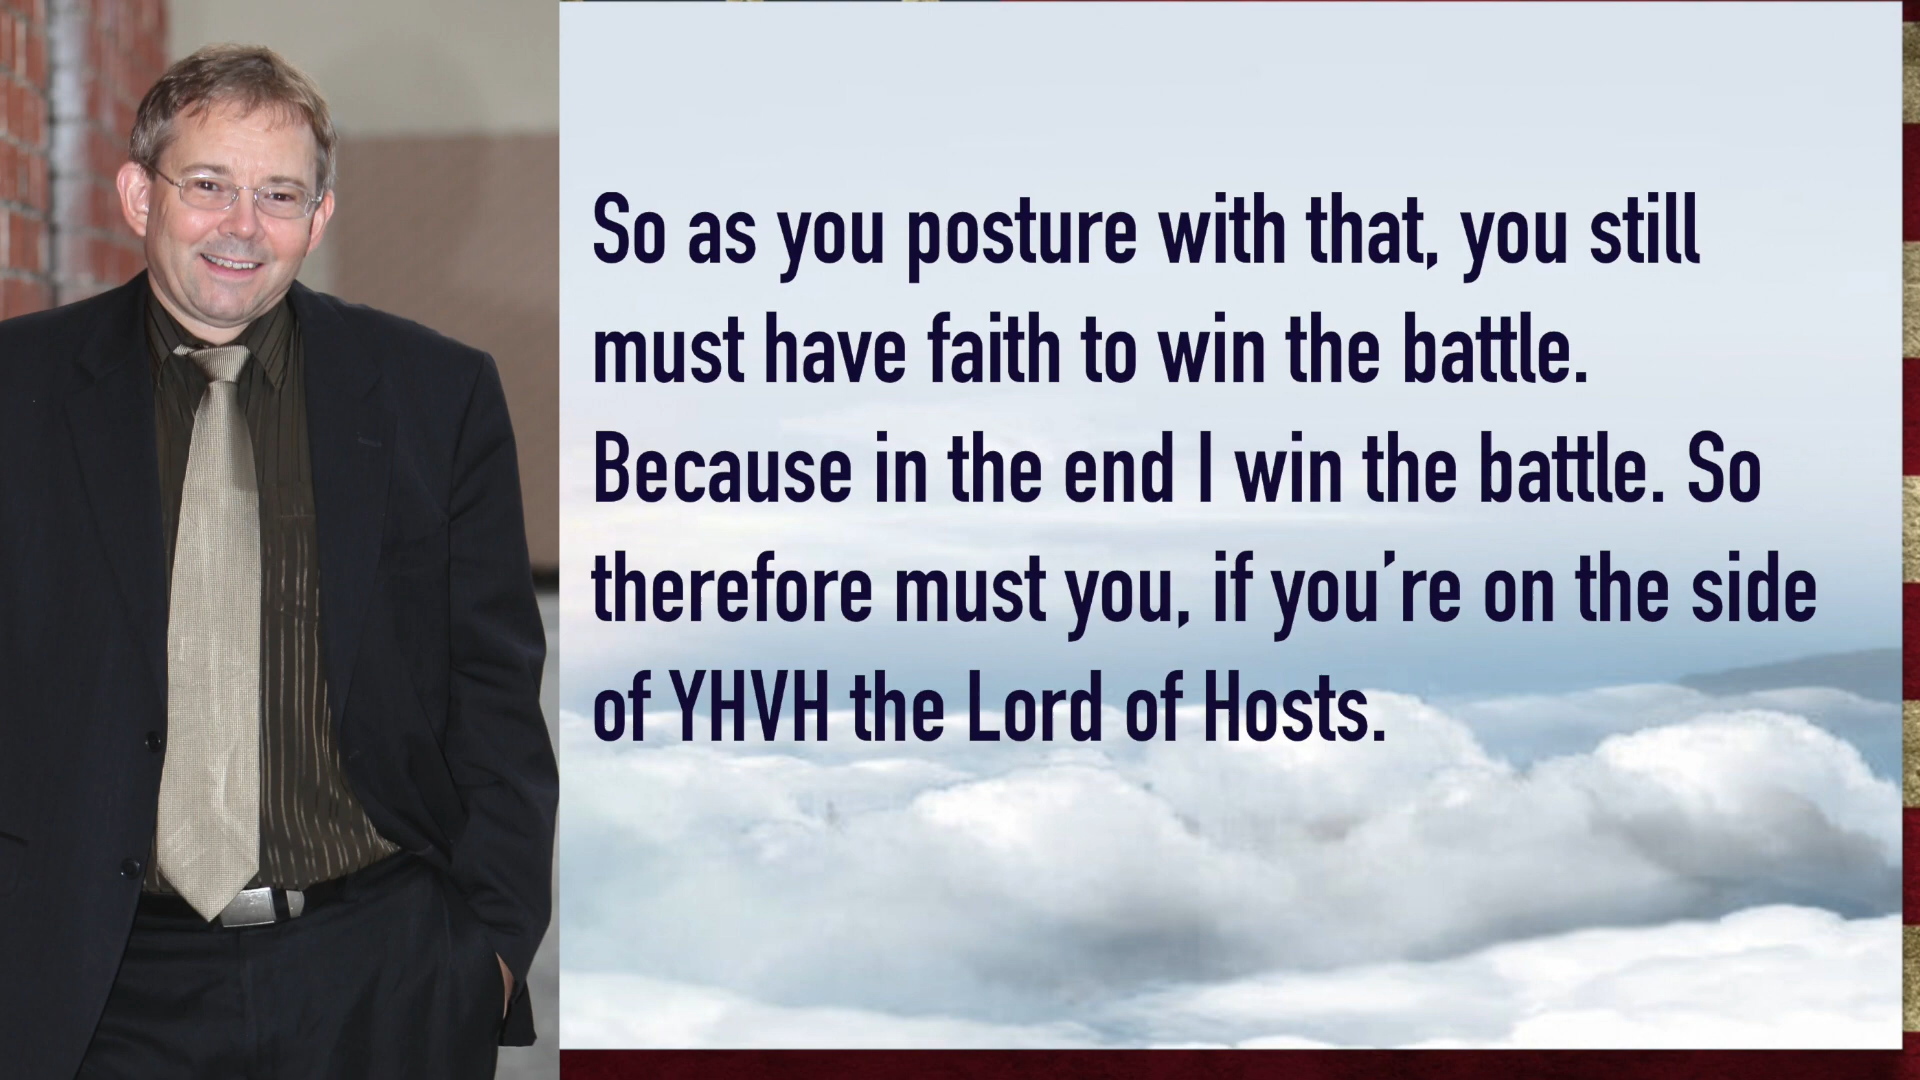 So as you posture with that, you still
must have faith to win the battle.
Because in the end I win the battle. So
therefore must you, if you're on the side
of YHVH the Lord of Hosts.